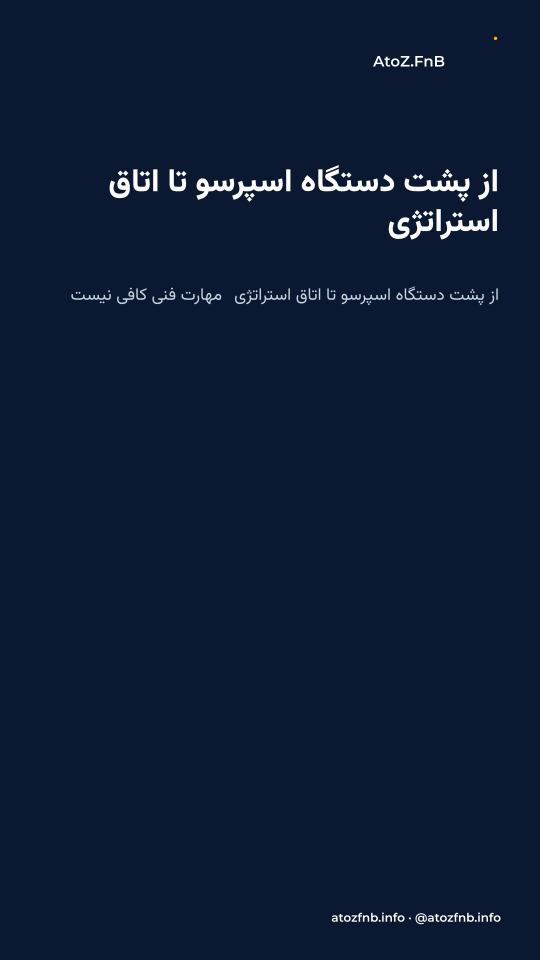 AtoZ.FnB
از پشت دستگاه اسپرسو تا اتاق
استراتژی
از پشت دستگاه اسپرسو تا اتاق استراتژی  مهارت فنی کافی نیست
atozfnb.info · @atozfnb.info